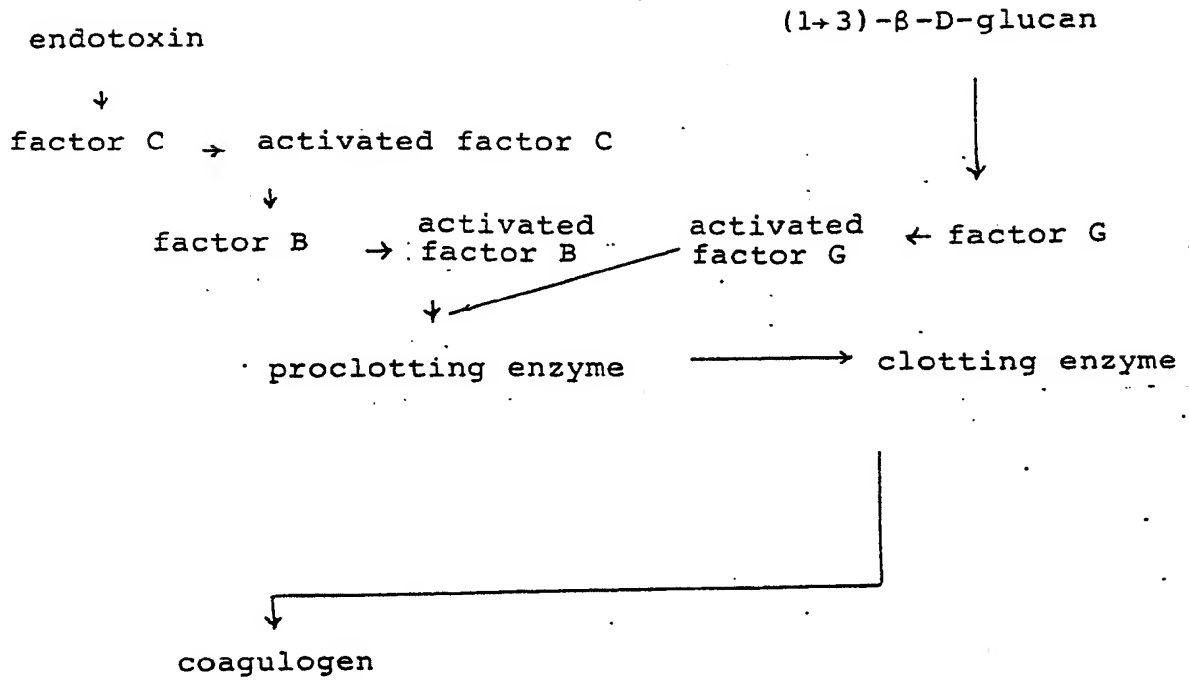 (1→3)-β-D-glucan
endotoxin
↓
factor C → activated factor C
↓
factor B → activated factor B
activated factor G ← factor G
↓
proclotting enzyme → clotting enzyme
coagulogen